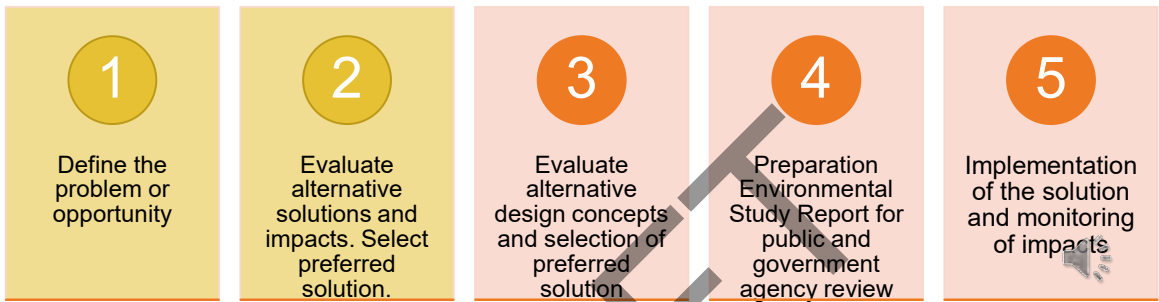 1
Define the
problem or
opportunity
2
Evaluate
alternative
solutions and
impacts. Select
preferred
solution.
3
Evaluate
alternative
design concepts
and selection of
preferred
solution
4
Preparation
Environmental
Study Report for
public and
government
agency review
5
Implementation
of the solution
and monitoring
of impacts